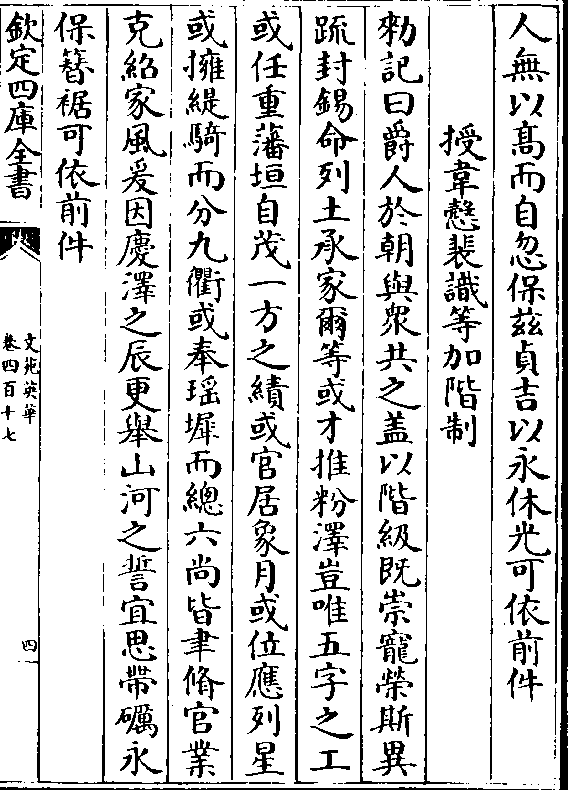 人無以髙而自忽保兹貞吉以永休光可依前件
授韋慤裴識等加階制
勑記曰爵人於朝與衆共之盖以階級既崇寵榮斯異
䟽封錫命列土承家爾等或才推粉澤豈唯五字之工
或任重藩垣自茂一方之績或官居象月或位應列星
或擁緹騎而分九衢或奉瑶墀而總六尚皆聿脩官業
克紹家風爰因慶澤之辰更舉山河之誓宜思帶礪永
保簪裾可依前件
欽定四庫全書
文苑英華
卷四百十七
四